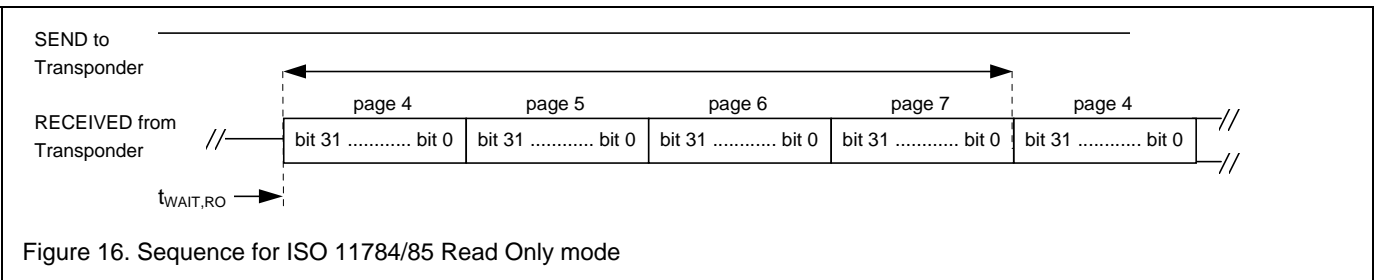 SEND to
Transponder
page 4 page 5 page 6 page 7 page 4
RECEIVED from
Transponder
// bit 31 ............ bit 0 bit 31 ............ bit 0 bit 31 ............ bit 0 bit 31 ............ bit 0 bit 31 ............ bit 0 //
//
tWAIT,RO
Figure 16. Sequence for ISO 11784/85 Read Only mode